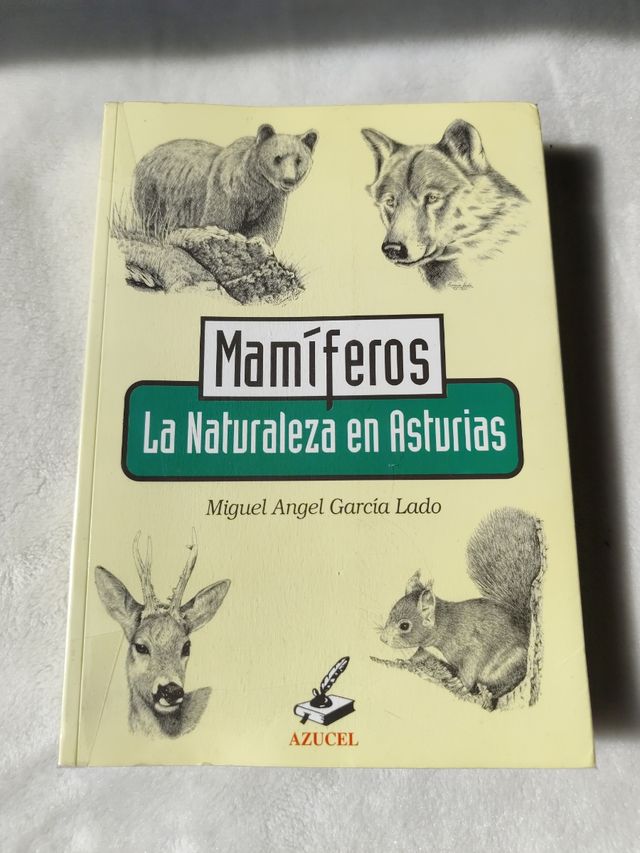 Mamíferos
La Naturaleza en Asturias
Miguel Angel García Lado
AZUCEL